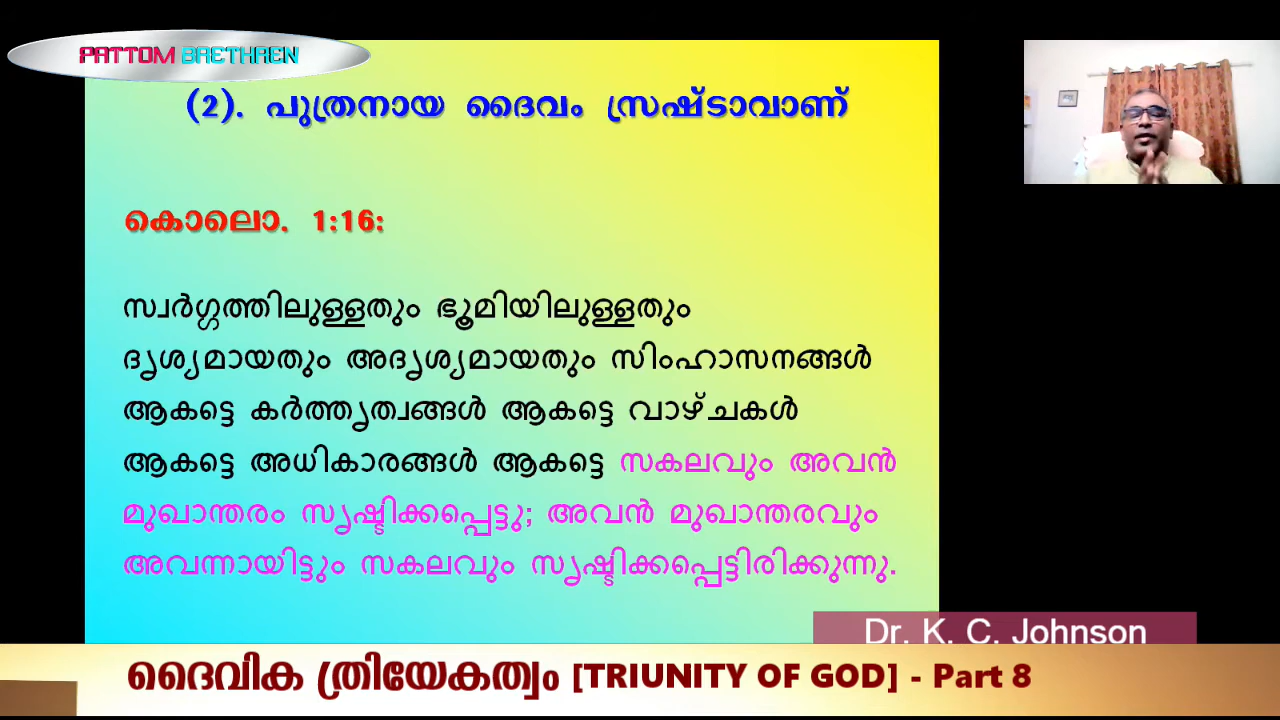 PATTOM BRETHREN
(2). പുത്രനായ ദൈവം സ്രഷ്ടാവാണ്
കൊലൊ. 1:16:
സ്വർഗ്ഗത്തിലുള്ളതും ഭൂമിയിലുള്ളതും
ദൃശ്യമായതും അദൃശ്യമായതും സിംഹാസനങ്ങൾ
ആകട്ടെ കർത്തൃത്വങ്ങൾ ആകട്ടെ വാഴ്ചകൾ
ആകട്ടെ അധികാരങ്ങൾ ആകട്ടെ സകലവും അവൻ
മുഖാന്തരം സൃഷ്ടിക്കപ്പെട്ടു; അവൻ മുഖാന്തരവും
അവന്നായിട്ടും സകലവും സൃഷ്ടിക്കപ്പെട്ടിരിക്കുന്നു.
Dr. K. C. Johnson
ദൈവിക ത്രിയേകത്വം [TRIUNITY OF GOD] - Part 8